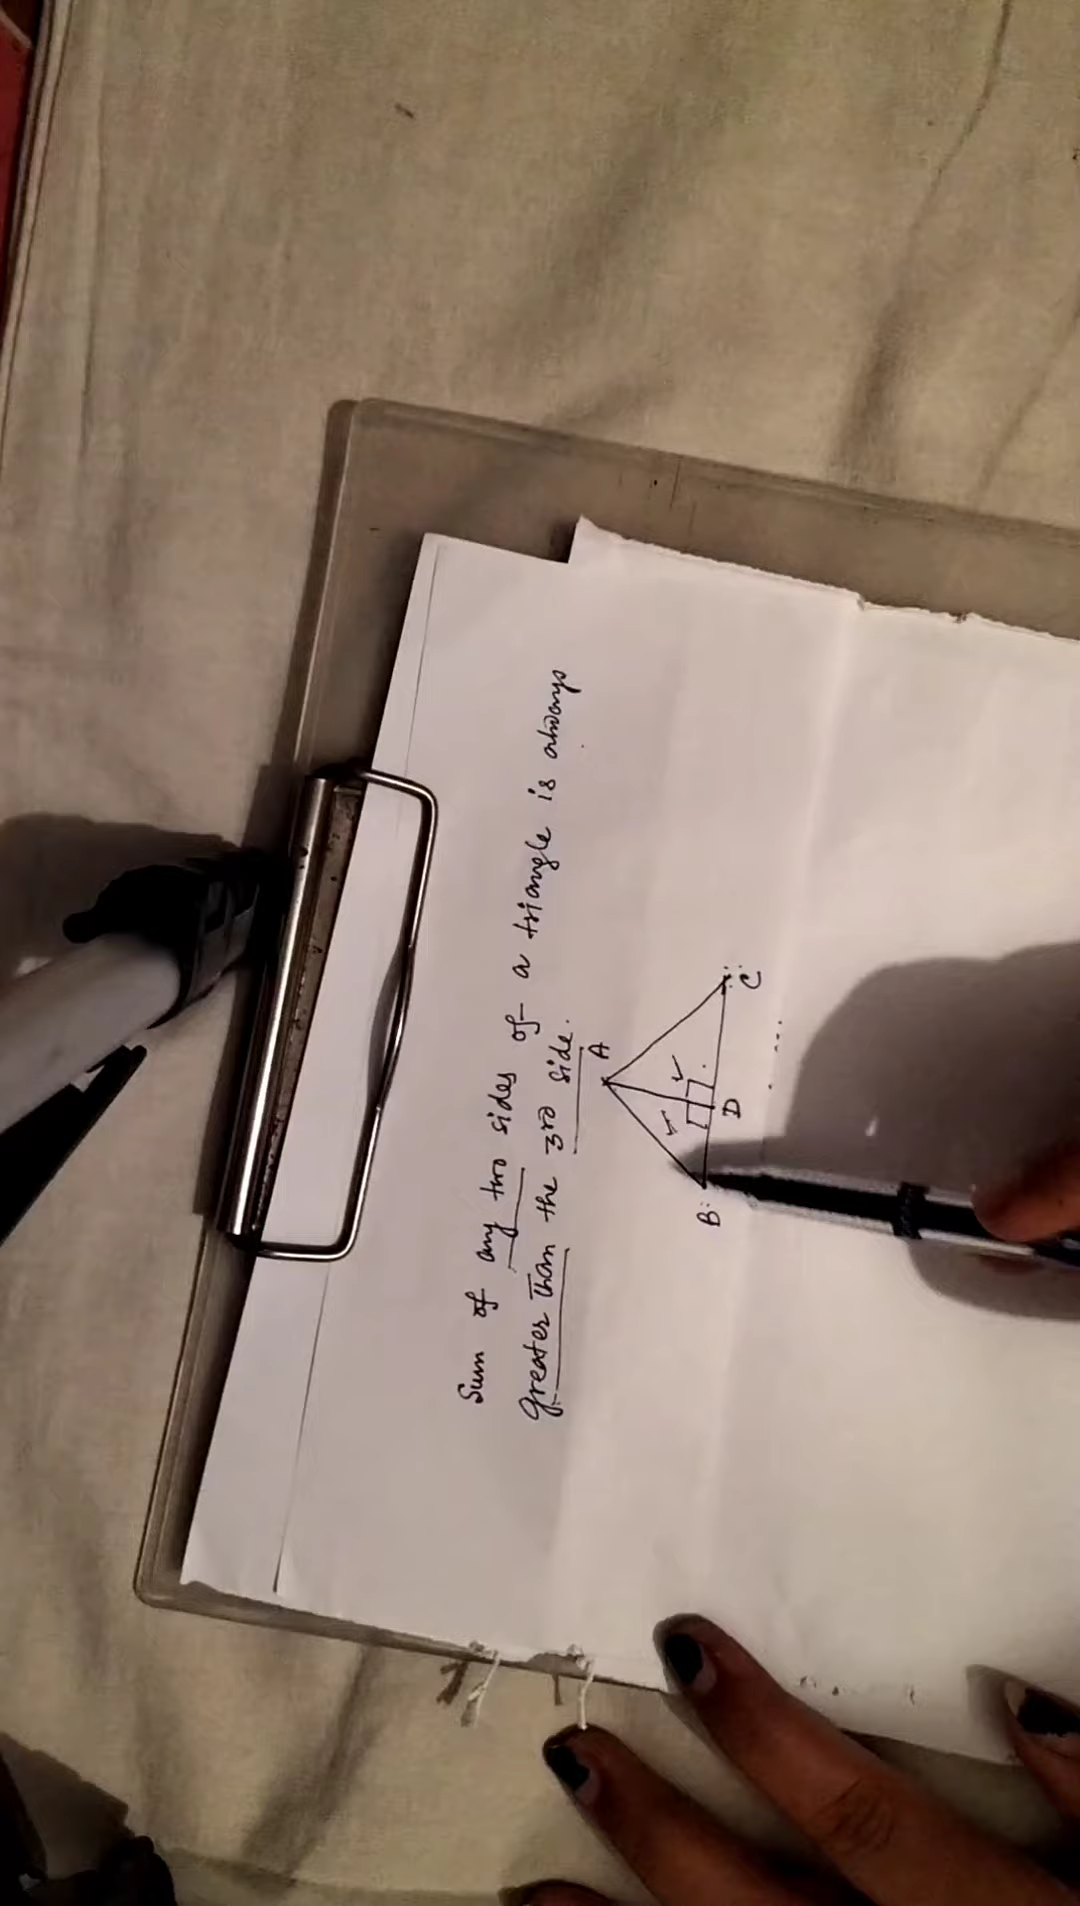 Sum of any two sides of a triangle is always
greater than the 3rd side.
A
B
D
C